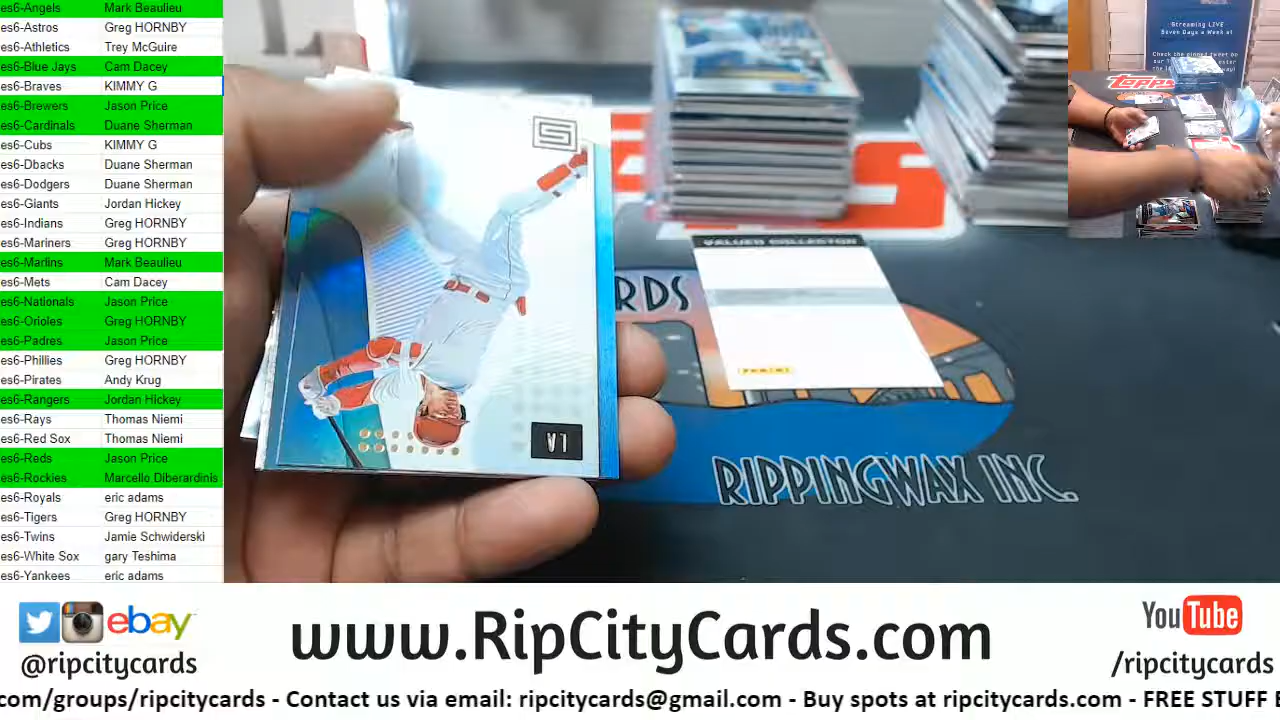 es6-Angels Mark Beaulieu
es6-Astros Greg HORNBY
es6-Athletics Trey McGuire
es6-Blue Jays Cam Dacey
es6-Braves KIMMY G
es6-Brewers Jason Price
es6-Cardinals Duane Sherman
es6-Cubs KIMMY G
es6-Dbacks Duane Sherman
es6-Dodgers Duane Sherman
es6-Giants Jordan Hickey
es6-Indians Greg HORNBY
es6-Mariners Greg HORNBY
es6-Marlins Mark Beaulieu
es6-Mets Cam Dacey
es6-Nationals Jason Price
es6-Orioles Greg HORNBY
es6-Padres Jason Price
es6-Phillies Greg HORNBY
es6-Pirates Andy Krug
es6-Rangers Jordan Hickey
es6-Rays Thomas Niemi
es6-Red Sox Thomas Niemi
es6-Reds Jason Price
es6-Rockies Marcello Diberardinis
es6-Royals eric adams
es6-Tigers Greg HORNBY
es6-Twins Jamie Schwiderski
es6-White Sox gary Teshima
es6-Yankees eric adams
LA
VALUED COLLECTOR
PANINI
RDS
RIPPINGWAX INC.
Streaming LIVE
Seven Days a Week at
Check the pinned tweet on
Topps
ebay
@ripcitycards
www.RipCityCards.com
YouTube
/ripcitycards
com/groups/ripcitycards - Contact us via email: ripcitycards@gmail.com - Buy spots at ripcitycards.com - FREE STUFF